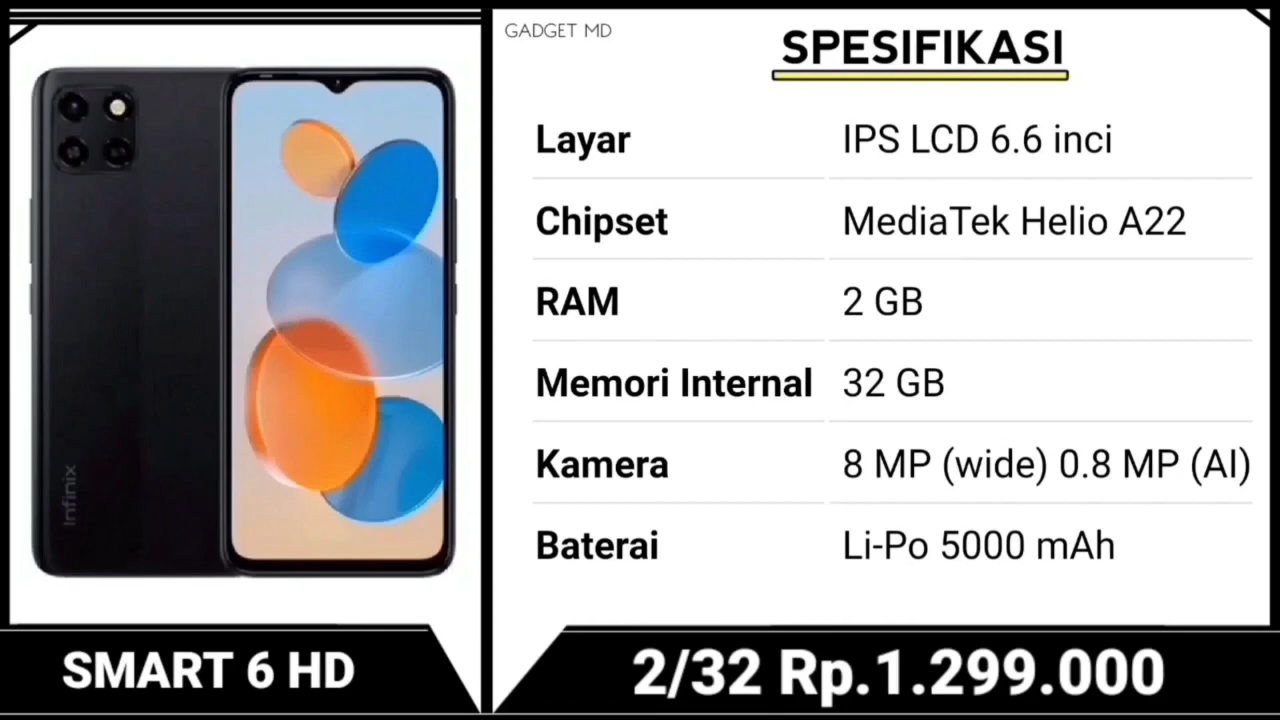 GADGET MD
SPESIFIKASI
Layar IPS LCD 6.6 inci
Chipset MediaTek Helio A22
RAM 2 GB
Memori Internal 32 GB
Kamera 8 MP (wide) 0.8 MP (AI)
Baterai Li-Po 5000 mAh
Infinix
SMART 6 HD
2/32 Rp.1.299.000